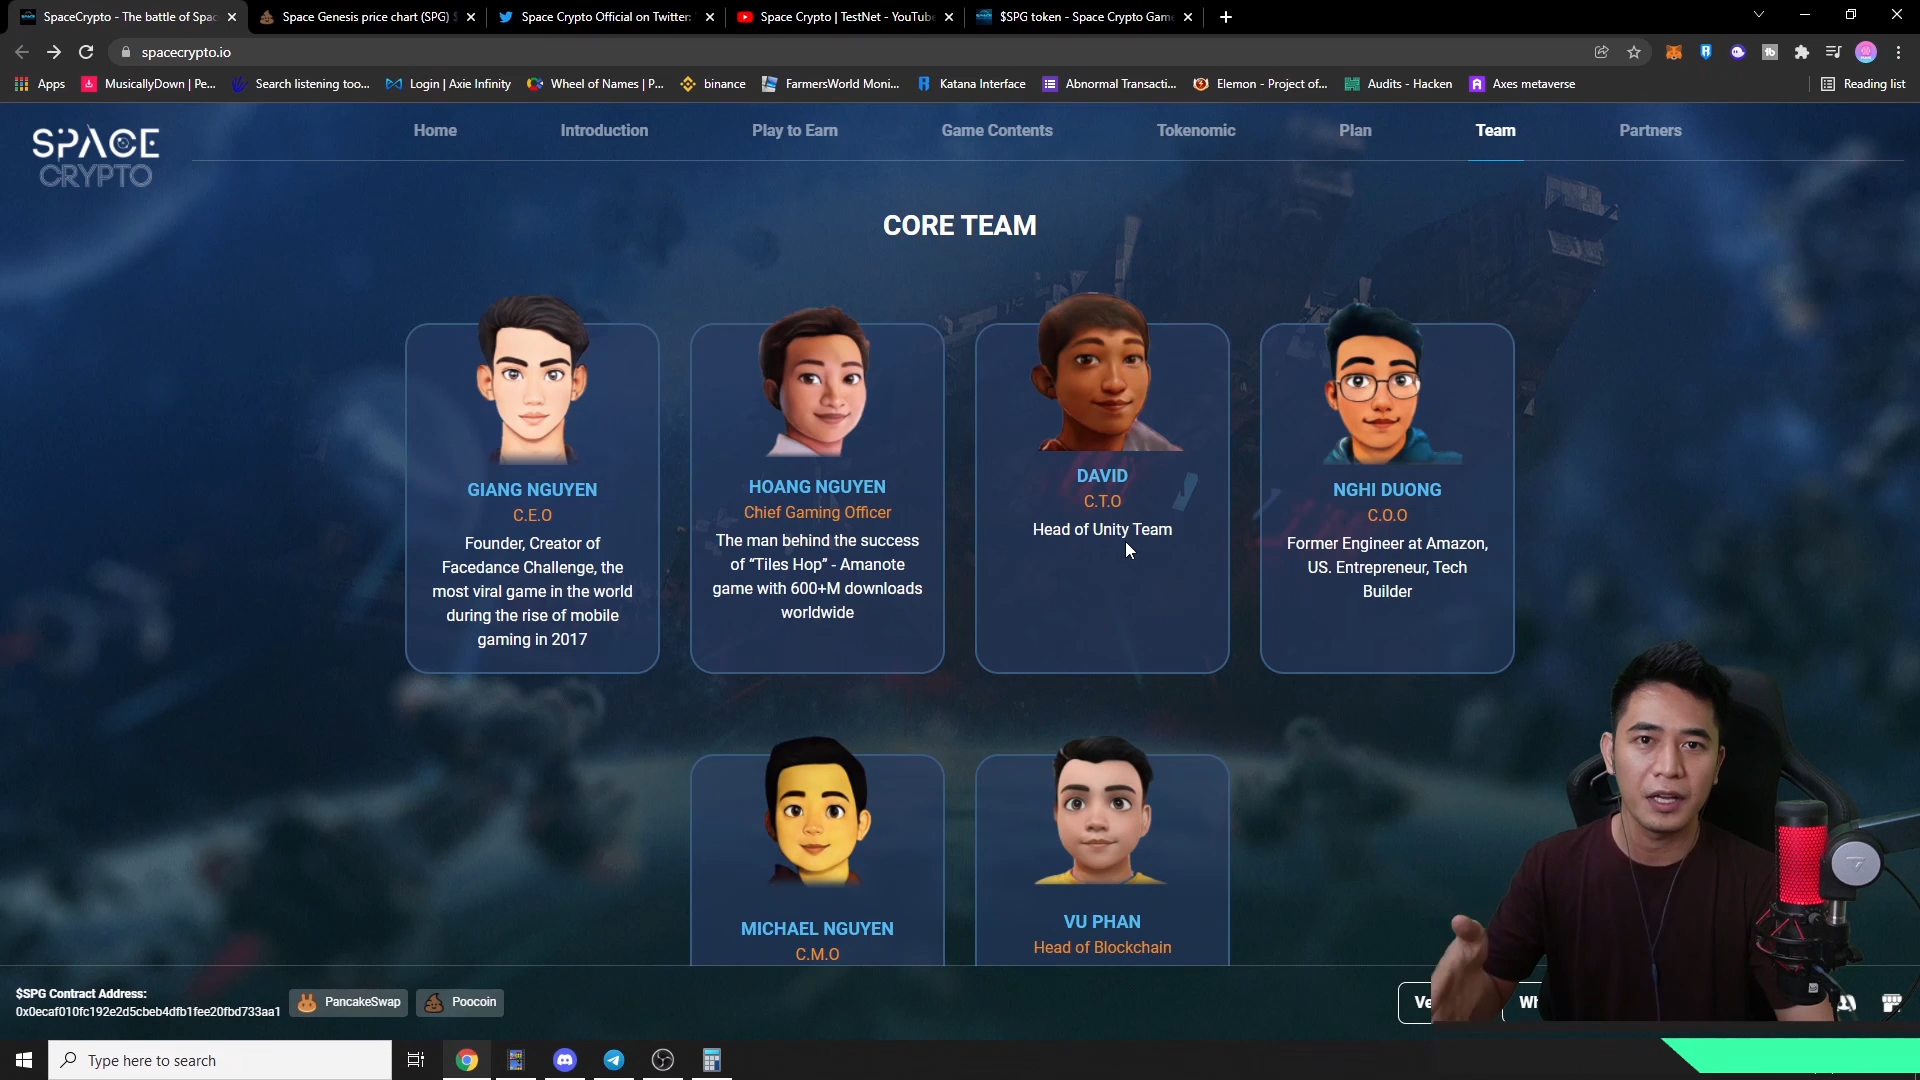 SpaceCrypto - The battle of Spac
Space Genesis price chart (SPG)
Space Crypto Official on Twitter:
Space Crypto | TestNet - YouTube
$SPG token - Space Crypto Game
spacecrypto.io
Apps
MusicallyDown | Pe...
Search listening too...
Login | Axie Infinity
Wheel of Names | P...
binance
FarmersWorld Moni...
Katana Interface
Abnormal Transacti...
Elemon - Project of...
Audits - Hacken
Axes metaverse
Reading list
SPACE
CRYPTO
Home
Introduction
Play to Earn
Game Contents
Tokenomic
Plan
Team
Partners
CORE TEAM
GIANG NGUYEN
C.E.O
Founder, Creator of
Facedance Challenge, the
most viral game in the world
during the rise of mobile
gaming in 2017
HOANG NGUYEN
Chief Gaming Officer
The man behind the success
of “Tiles Hop” - Amanote
game with 600+M downloads
worldwide
DAVID
C.T.O
Head of Unity Team
NGHI DUONG
C.O.O
Former Engineer at Amazon,
US. Entrepreneur, Tech
Builder
MICHAEL NGUYEN
C.M.O
VU PHAN
Head of Blockchain
$SPG Contract Address:
0x0ecaf010fc192e2d5cbeb4dfb1fee20fbd733aa1
PancakeSwap
Poocoin
Ve
Wh
Type here to search